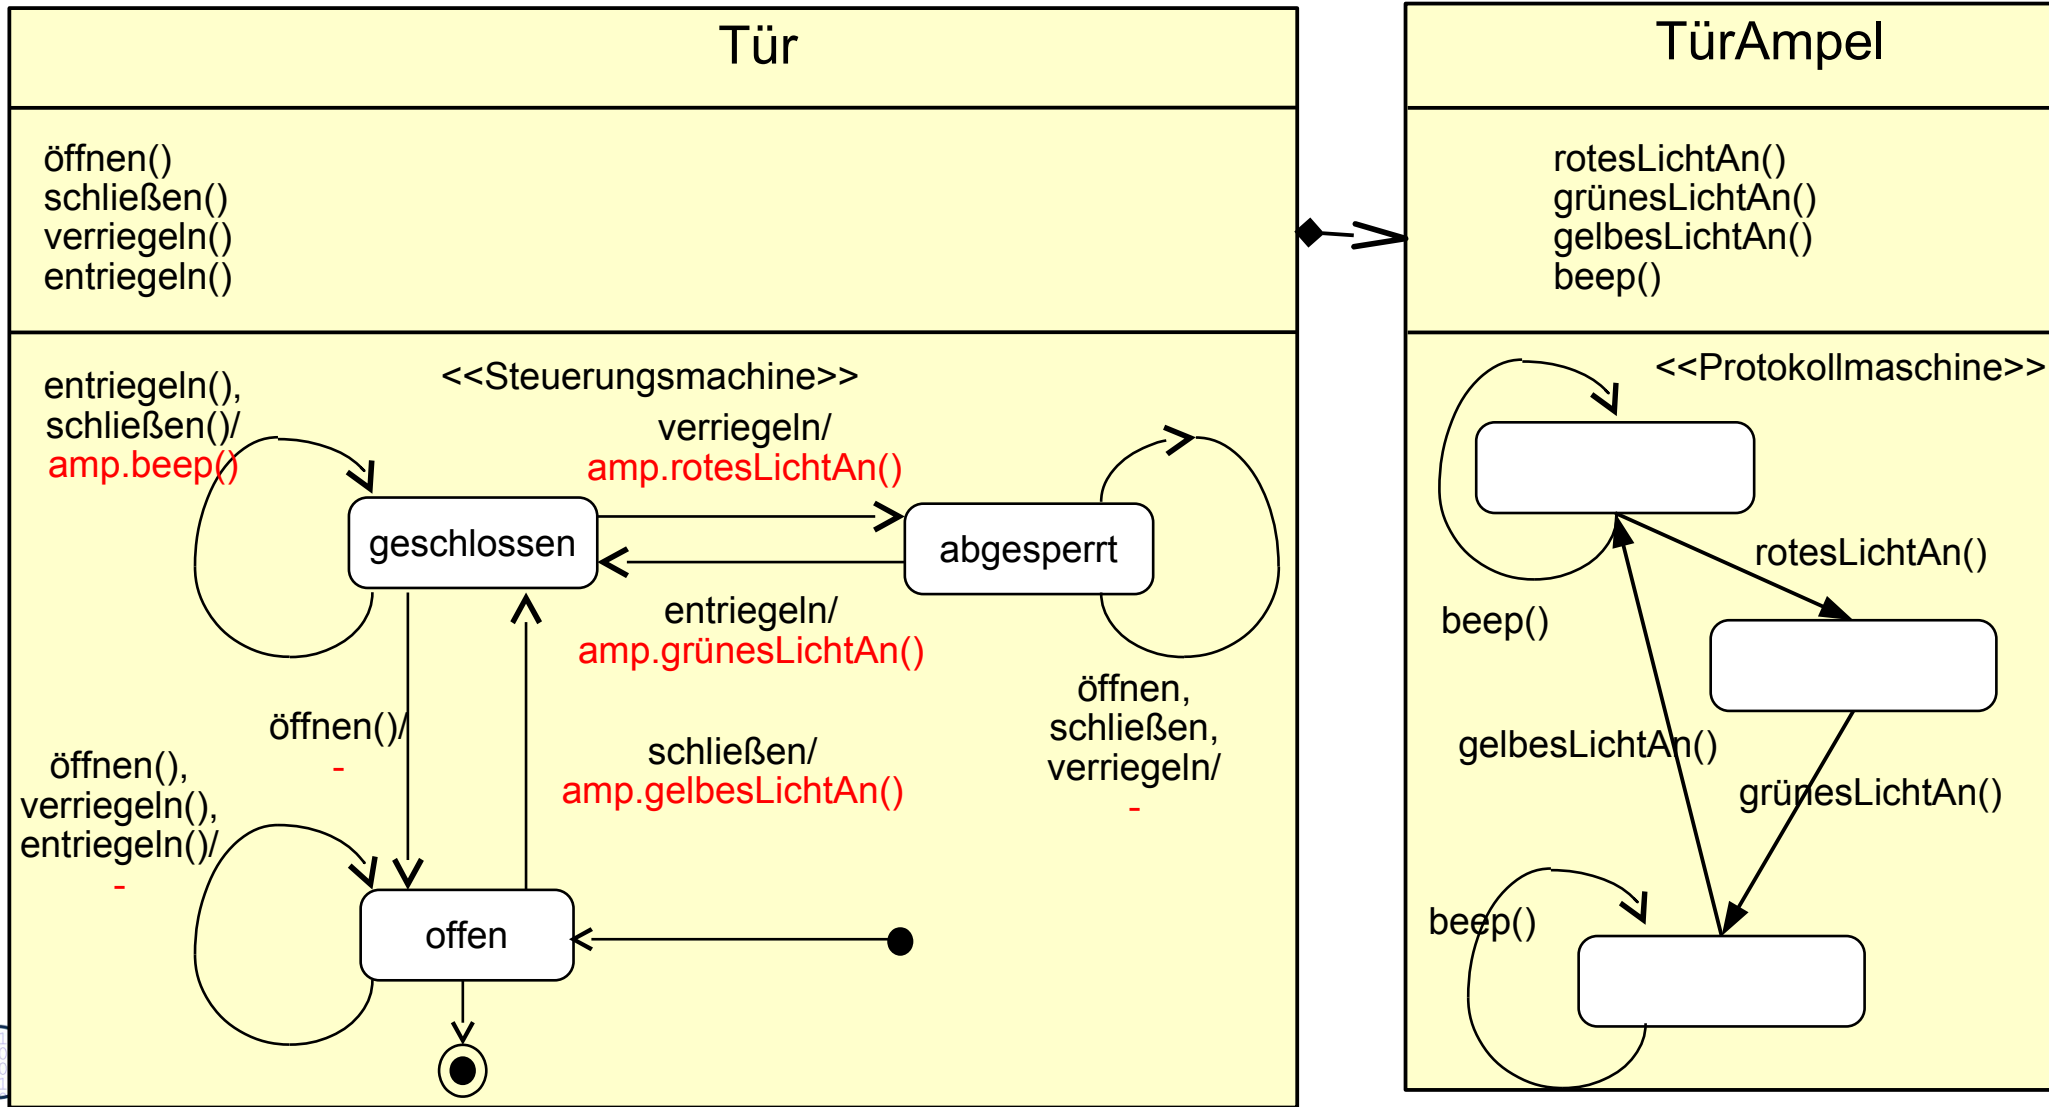 Tür
öffnen()
schließen()
verriegeln()
entriegeln()
<<Steuerungsmachine>>
entriegeln(),
schließen()/
amp.beep()
verriegeln/
amp.rotesLichtAn()
geschlossen
abgesperrt
entriegeln/
amp.grünesLichtAn()
öffnen()/
-
schließen/
amp.gelbesLichtAn()
öffnen,
schließen,
verriegeln/
-
öffnen(),
verriegeln(),
entriegeln()/
-
offen
TürAmpel
rotesLichtAn()
grünesLichtAn()
gelbesLichtAn()
beep()
<<Protokollmaschine>>
rotesLichtAn()
beep()
gelbesLichtAn()
grünesLichtAn()
beep()